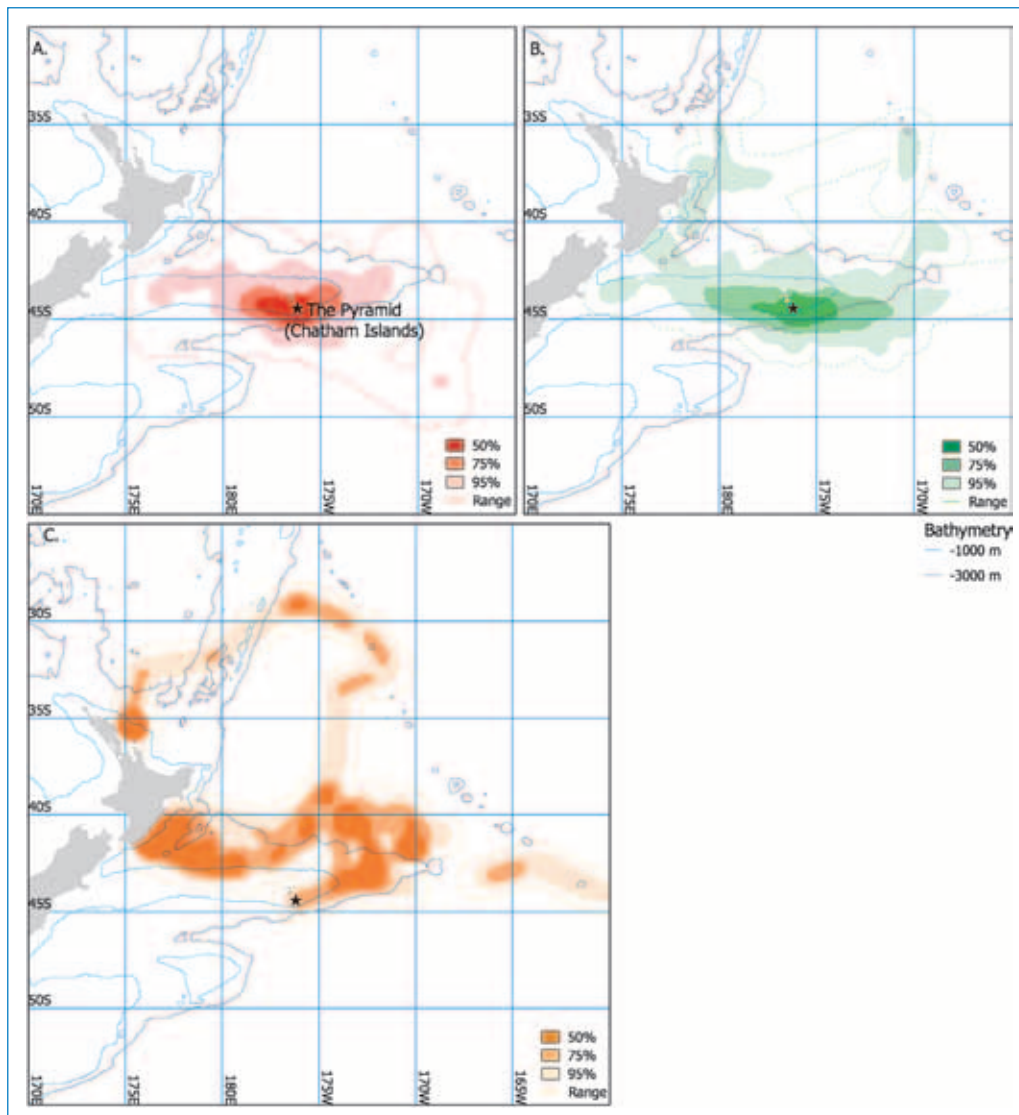 A.
35S
40S
45S
50S
The Pyramid
(Chatham Islands)
50%
75%
95%
Range
170E
175E
180E
175W
170W
B.
35S
40S
45S
50S
50%
75%
95%
Range
170E
175E
180E
175W
170W
Bathymetry
-1000 m
-3000 m
C.
30S
35S
40S
45S
50S
50%
75%
95%
Range
170E
175E
180E
175W
170W
165W